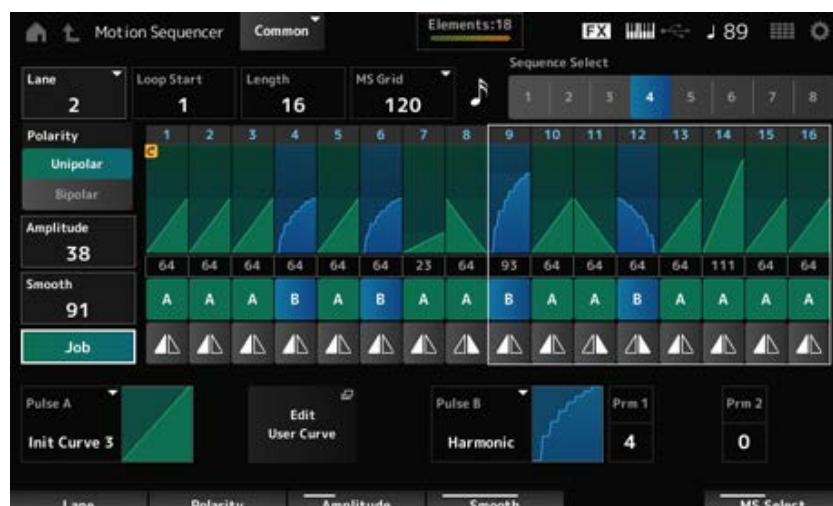 Motion Sequencer
Common
Elements:18
FX
89
Lane
2
Loop Start
1
Length
16
MS Grid
120
Sequence Select
1 2 3 4 5 6 7 8
Polarity
Unipolar
Bipolar
1 2 3 4 5 6 7 8 9 10 11 12 13 14 15 16
C
Amplitude
38
64 64 64 64 64 64 23 64 93 64 64 64 64 111 64 64
Smooth
91
A A A B A B A A B A A B A A A A
Job
Pulse A
Init Curve 3
Edit
User Curve
Pulse B
Harmonic
Prm 1
4
Prm 2
0
Lane
Polarity
Amplitude
Smooth
MS Select